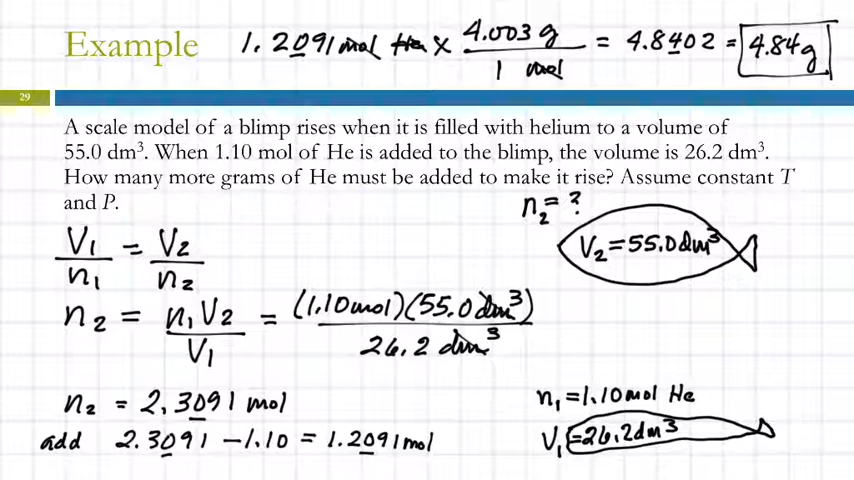 Example
1.2091 mol He × 4.003 g / 1 mol = 4.8402 = 4.84 g
29
A scale model of a blimp rises when it is filled with helium to a volume of
55.0 dm³. When 1.10 mol of He is added to the blimp, the volume is 26.2 dm³.
How many more grams of He must be added to make it rise? Assume constant T
and P.
n₂ = ?
V₂ = 55.0 dm³
V₁ / n₁ = V₂ / n₂
n₂ = n₁V₂ / V₁ = (1.10 mol)(55.0 dm³) / 26.2 dm³
n₂ = 2.3091 mol
n₁ = 1.10 mol He
add 2.3091 – 1.10 = 1.2091 mol
V₁ = 26.2 dm³